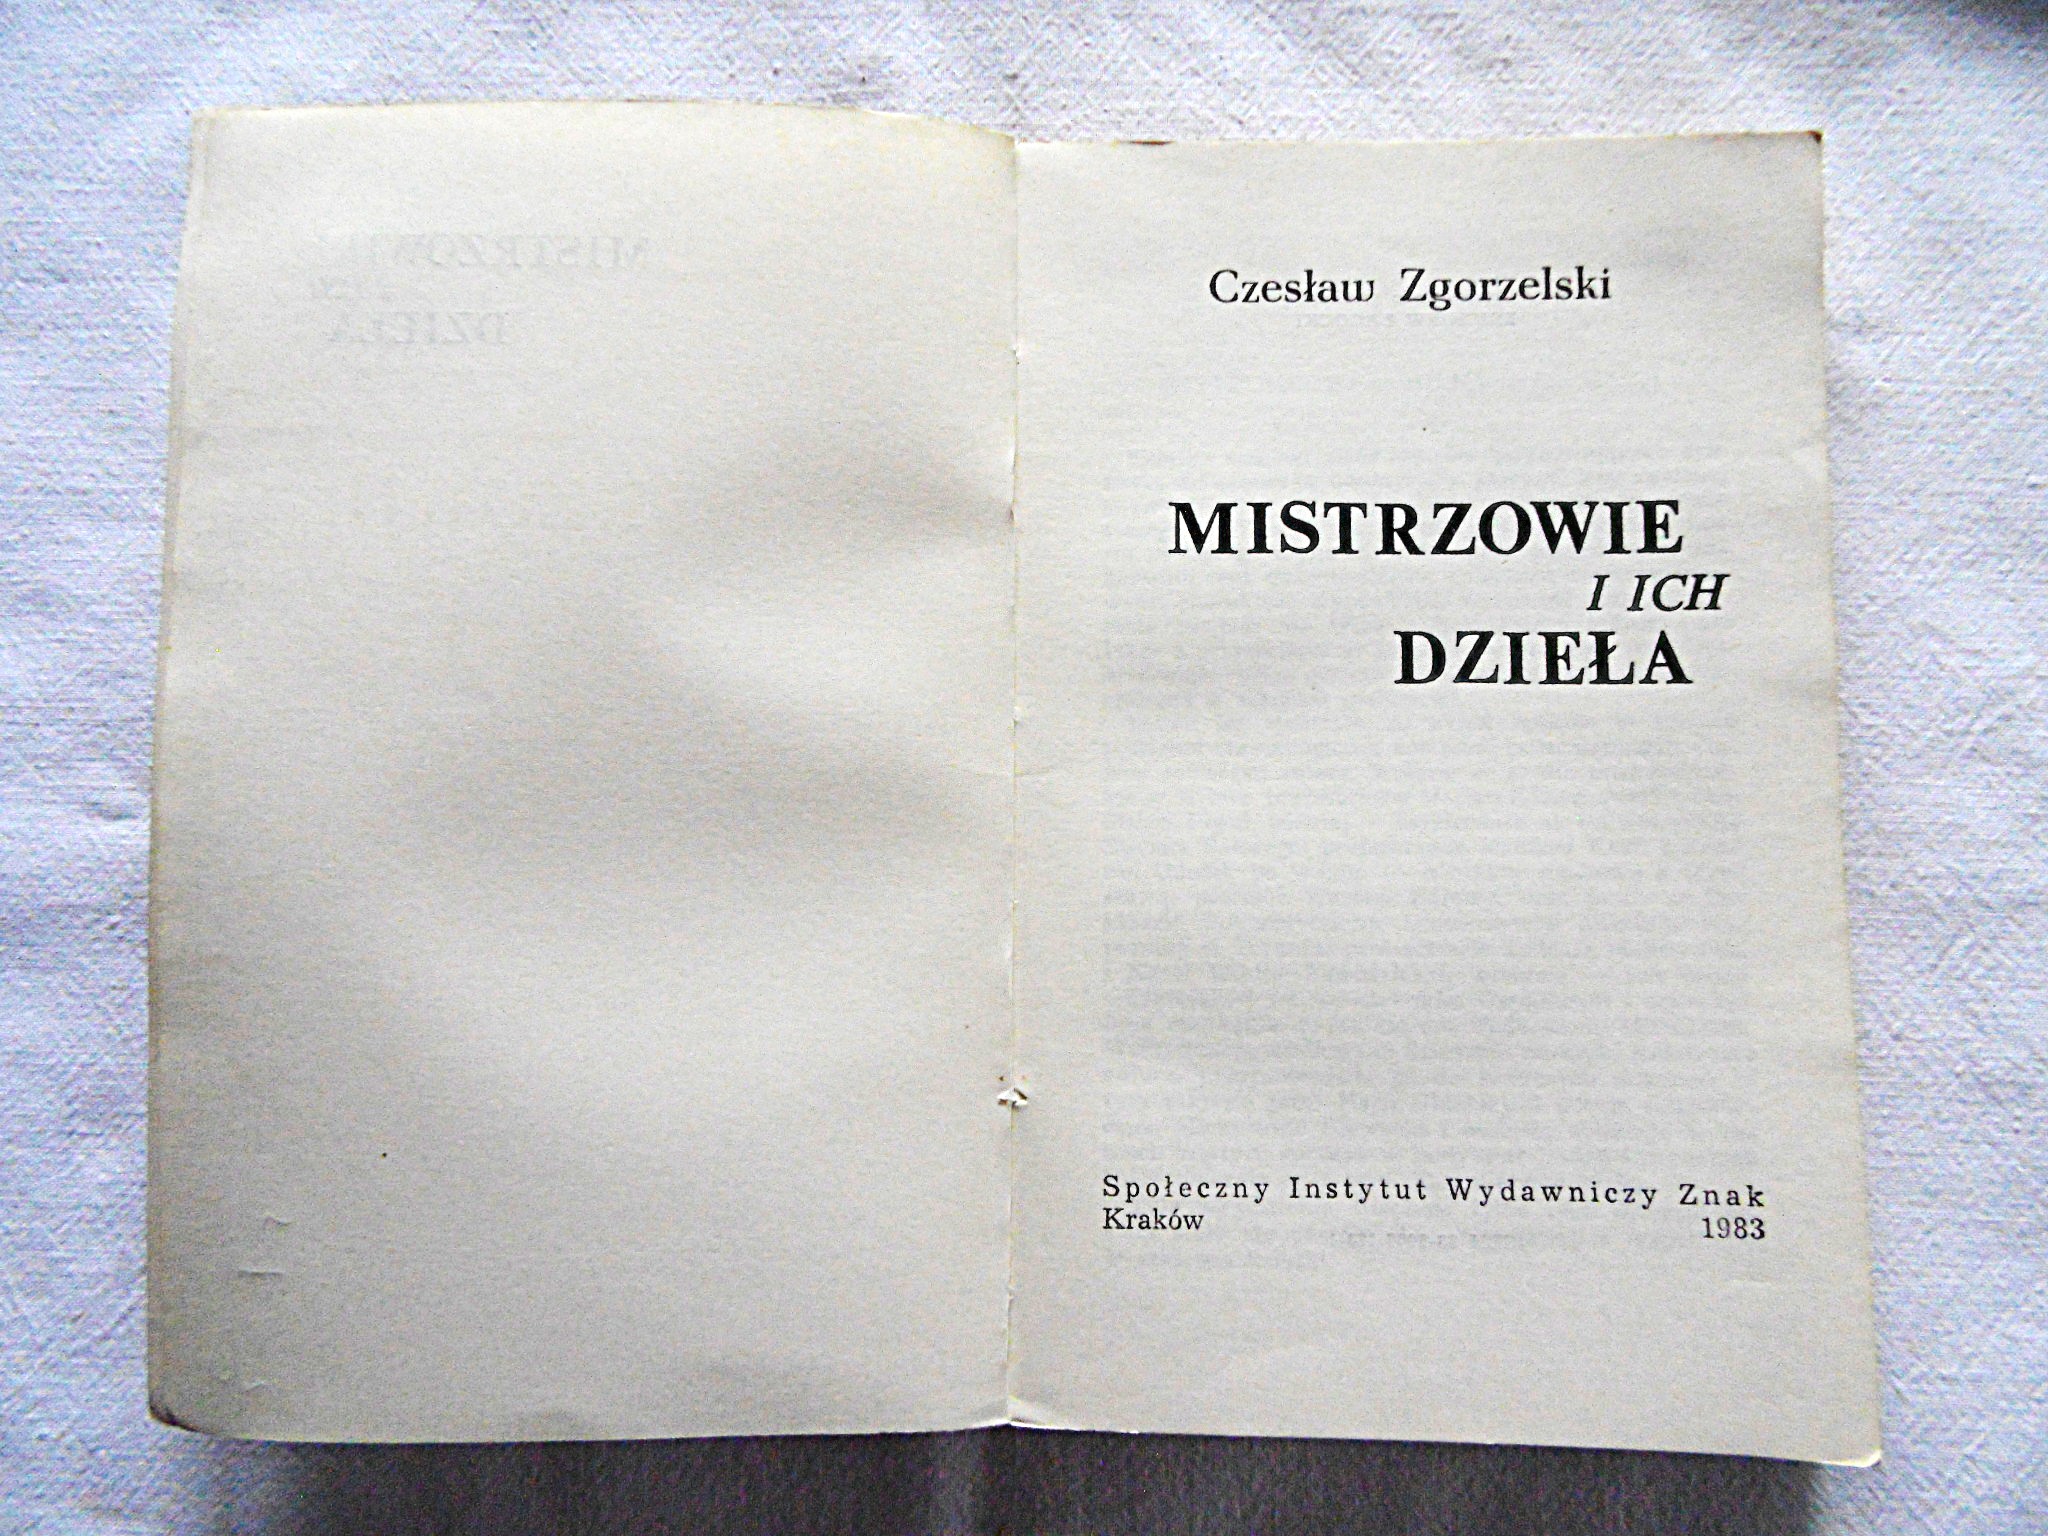 Czesław Zgorzelski
MISTRZOWIE
I ICH
DZIEŁA
Społeczny Instytut Wydawniczy Znak
Kraków 1983